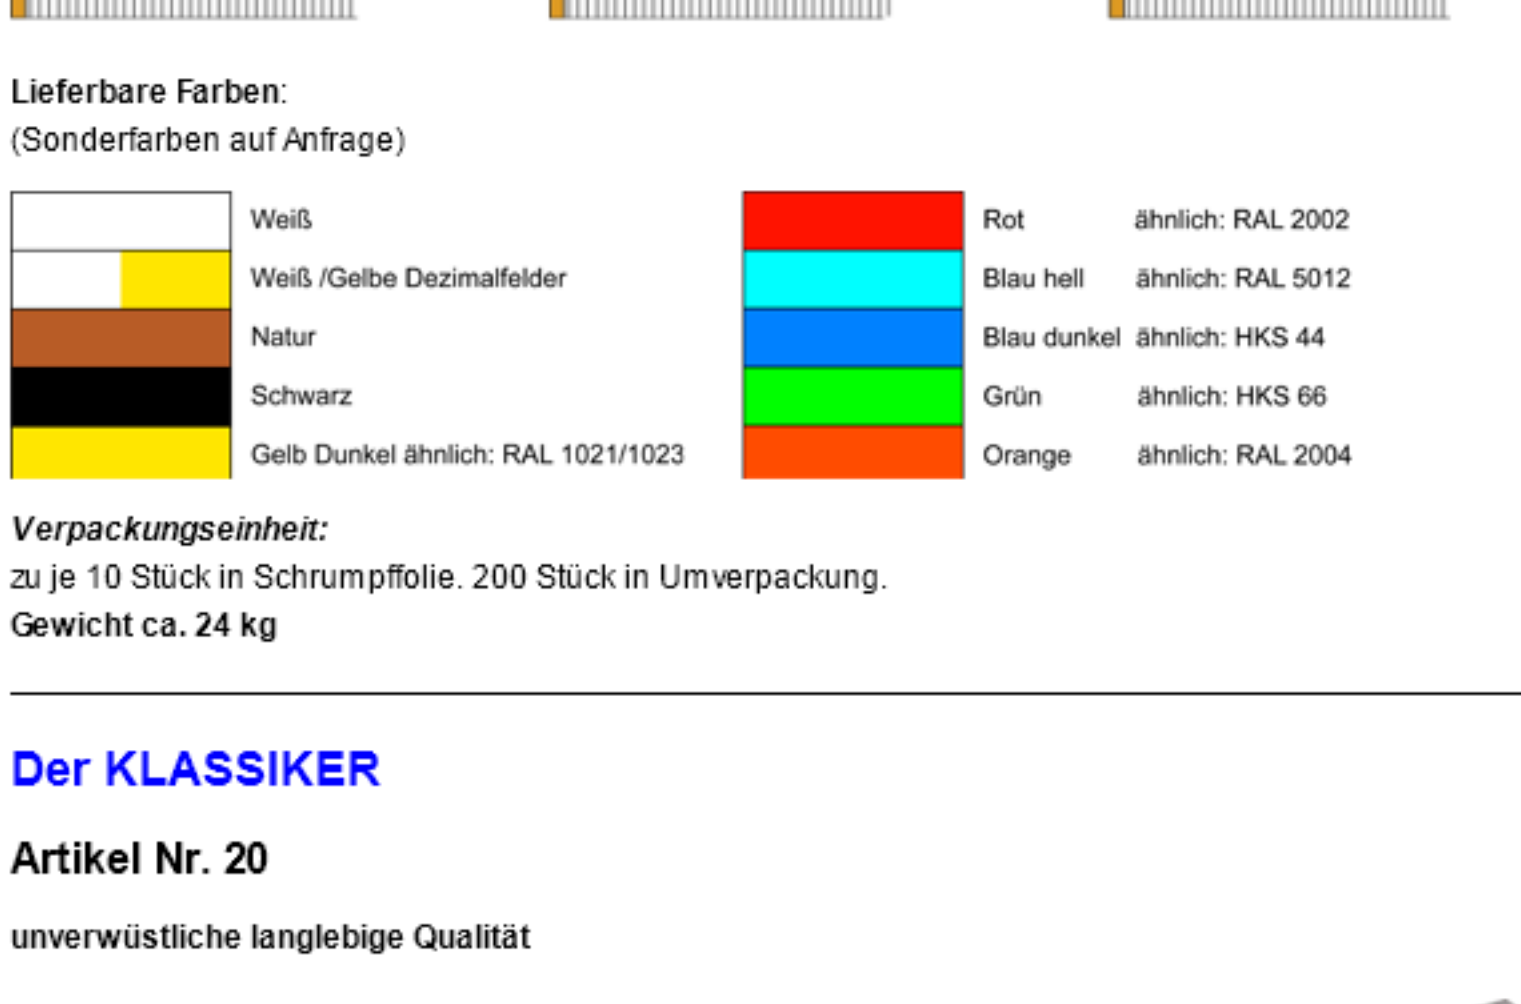 Lieferbare Farben:
(Sonderfarben auf Anfrage)
Weiß
Weiß /Gelbe Dezimalfelder
Natur
Schwarz
Gelb Dunkel ähnlich: RAL 1021/1023
Rot ähnlich: RAL 2002
Blau hell ähnlich: RAL 5012
Blau dunkel ähnlich: HKS 44
Grün ähnlich: HKS 66
Orange ähnlich: RAL 2004
Verpackungseinheit:
zu je 10 Stück in Schrumpffolie. 200 Stück in Umverpackung.
Gewicht ca. 24 kg
Der KLASSIKER
Artikel Nr. 20
unverwüstliche langlebige Qualität